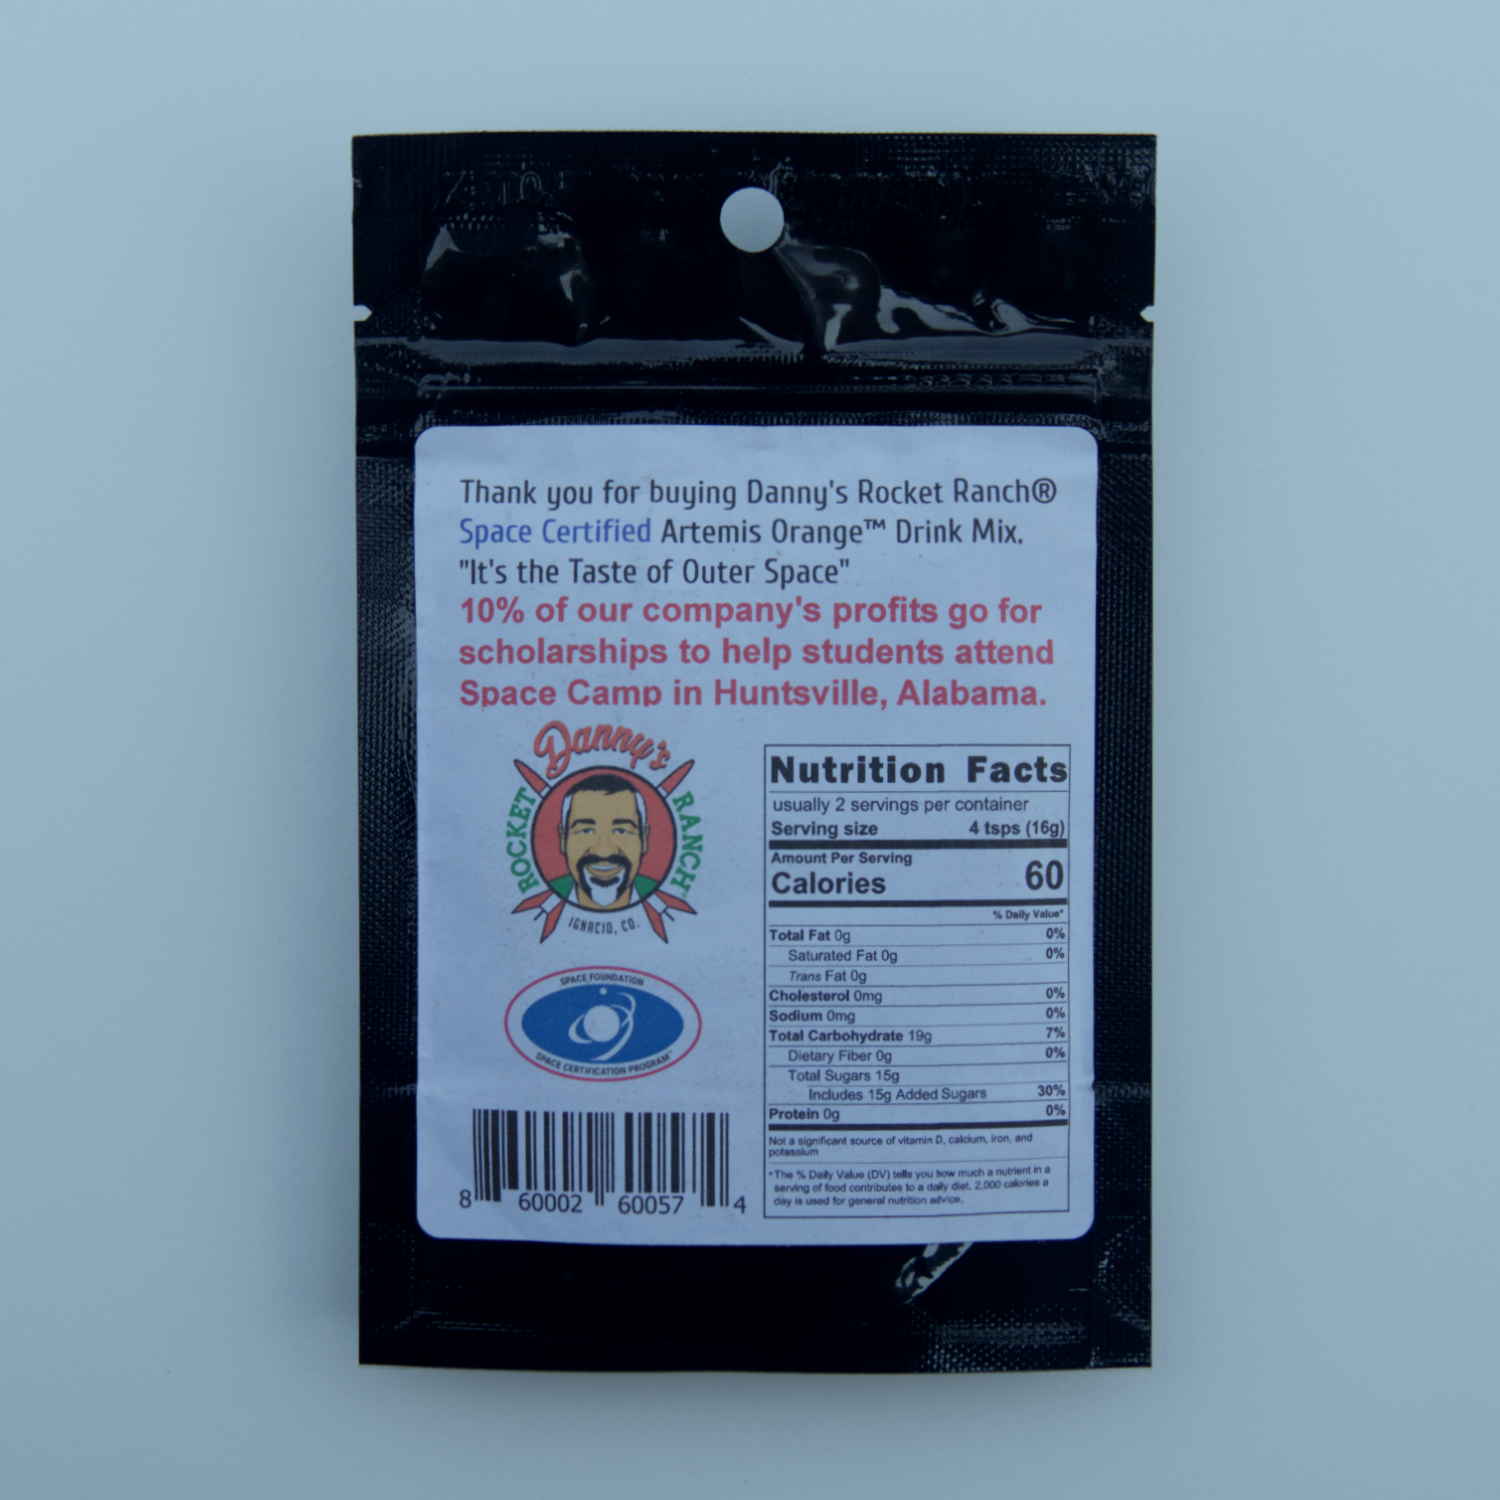 Thank you for buying Danny's Rocket Ranch®
Space Certified Artemis Orange™ Drink Mix.
"It's the Taste of Outer Space"
10% of our company's profits go for
scholarships to help students attend
Space Camp in Huntsville, Alabama.
Danny's
ROCKET RANCH
IGNACIO, CO.
SPACE FOUNDATION
SPACE CERTIFICATION PROGRAM™
8 60002 60057 4
Nutrition Facts
usually 2 servings per container
Serving size 4 tsps (16g)
Amount Per Serving
Calories 60
% Daily Value*
Total Fat 0g 0%
Saturated Fat 0g 0%
Trans Fat 0g
Cholesterol 0mg 0%
Sodium 0mg 0%
Total Carbohydrate 19g 7%
Dietary Fiber 0g 0%
Total Sugars 15g
Includes 15g Added Sugars 30%
Protein 0g 0%
Not a significant source of vitamin D, calcium, iron, and
potassium
*The % Daily Value (DV) tells you how much a nutrient in a
serving of food contributes to a daily diet. 2,000 calories a
day is used for general nutrition advice.